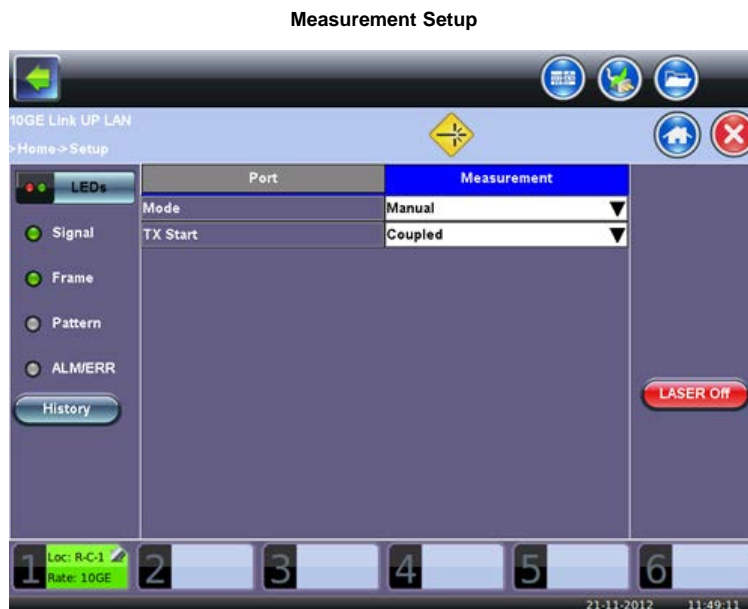 Measurement Setup
10GE Link UP LAN
>Home->Setup
LEDs
Port
Measurement
Mode
Manual
Signal
TX Start
Coupled
Frame
Pattern
ALM/ERR
History
LASER Off
1
Loc: R-C-1
Rate: 10GE
2
3
4
5
6
21-11-2012 11:49:11